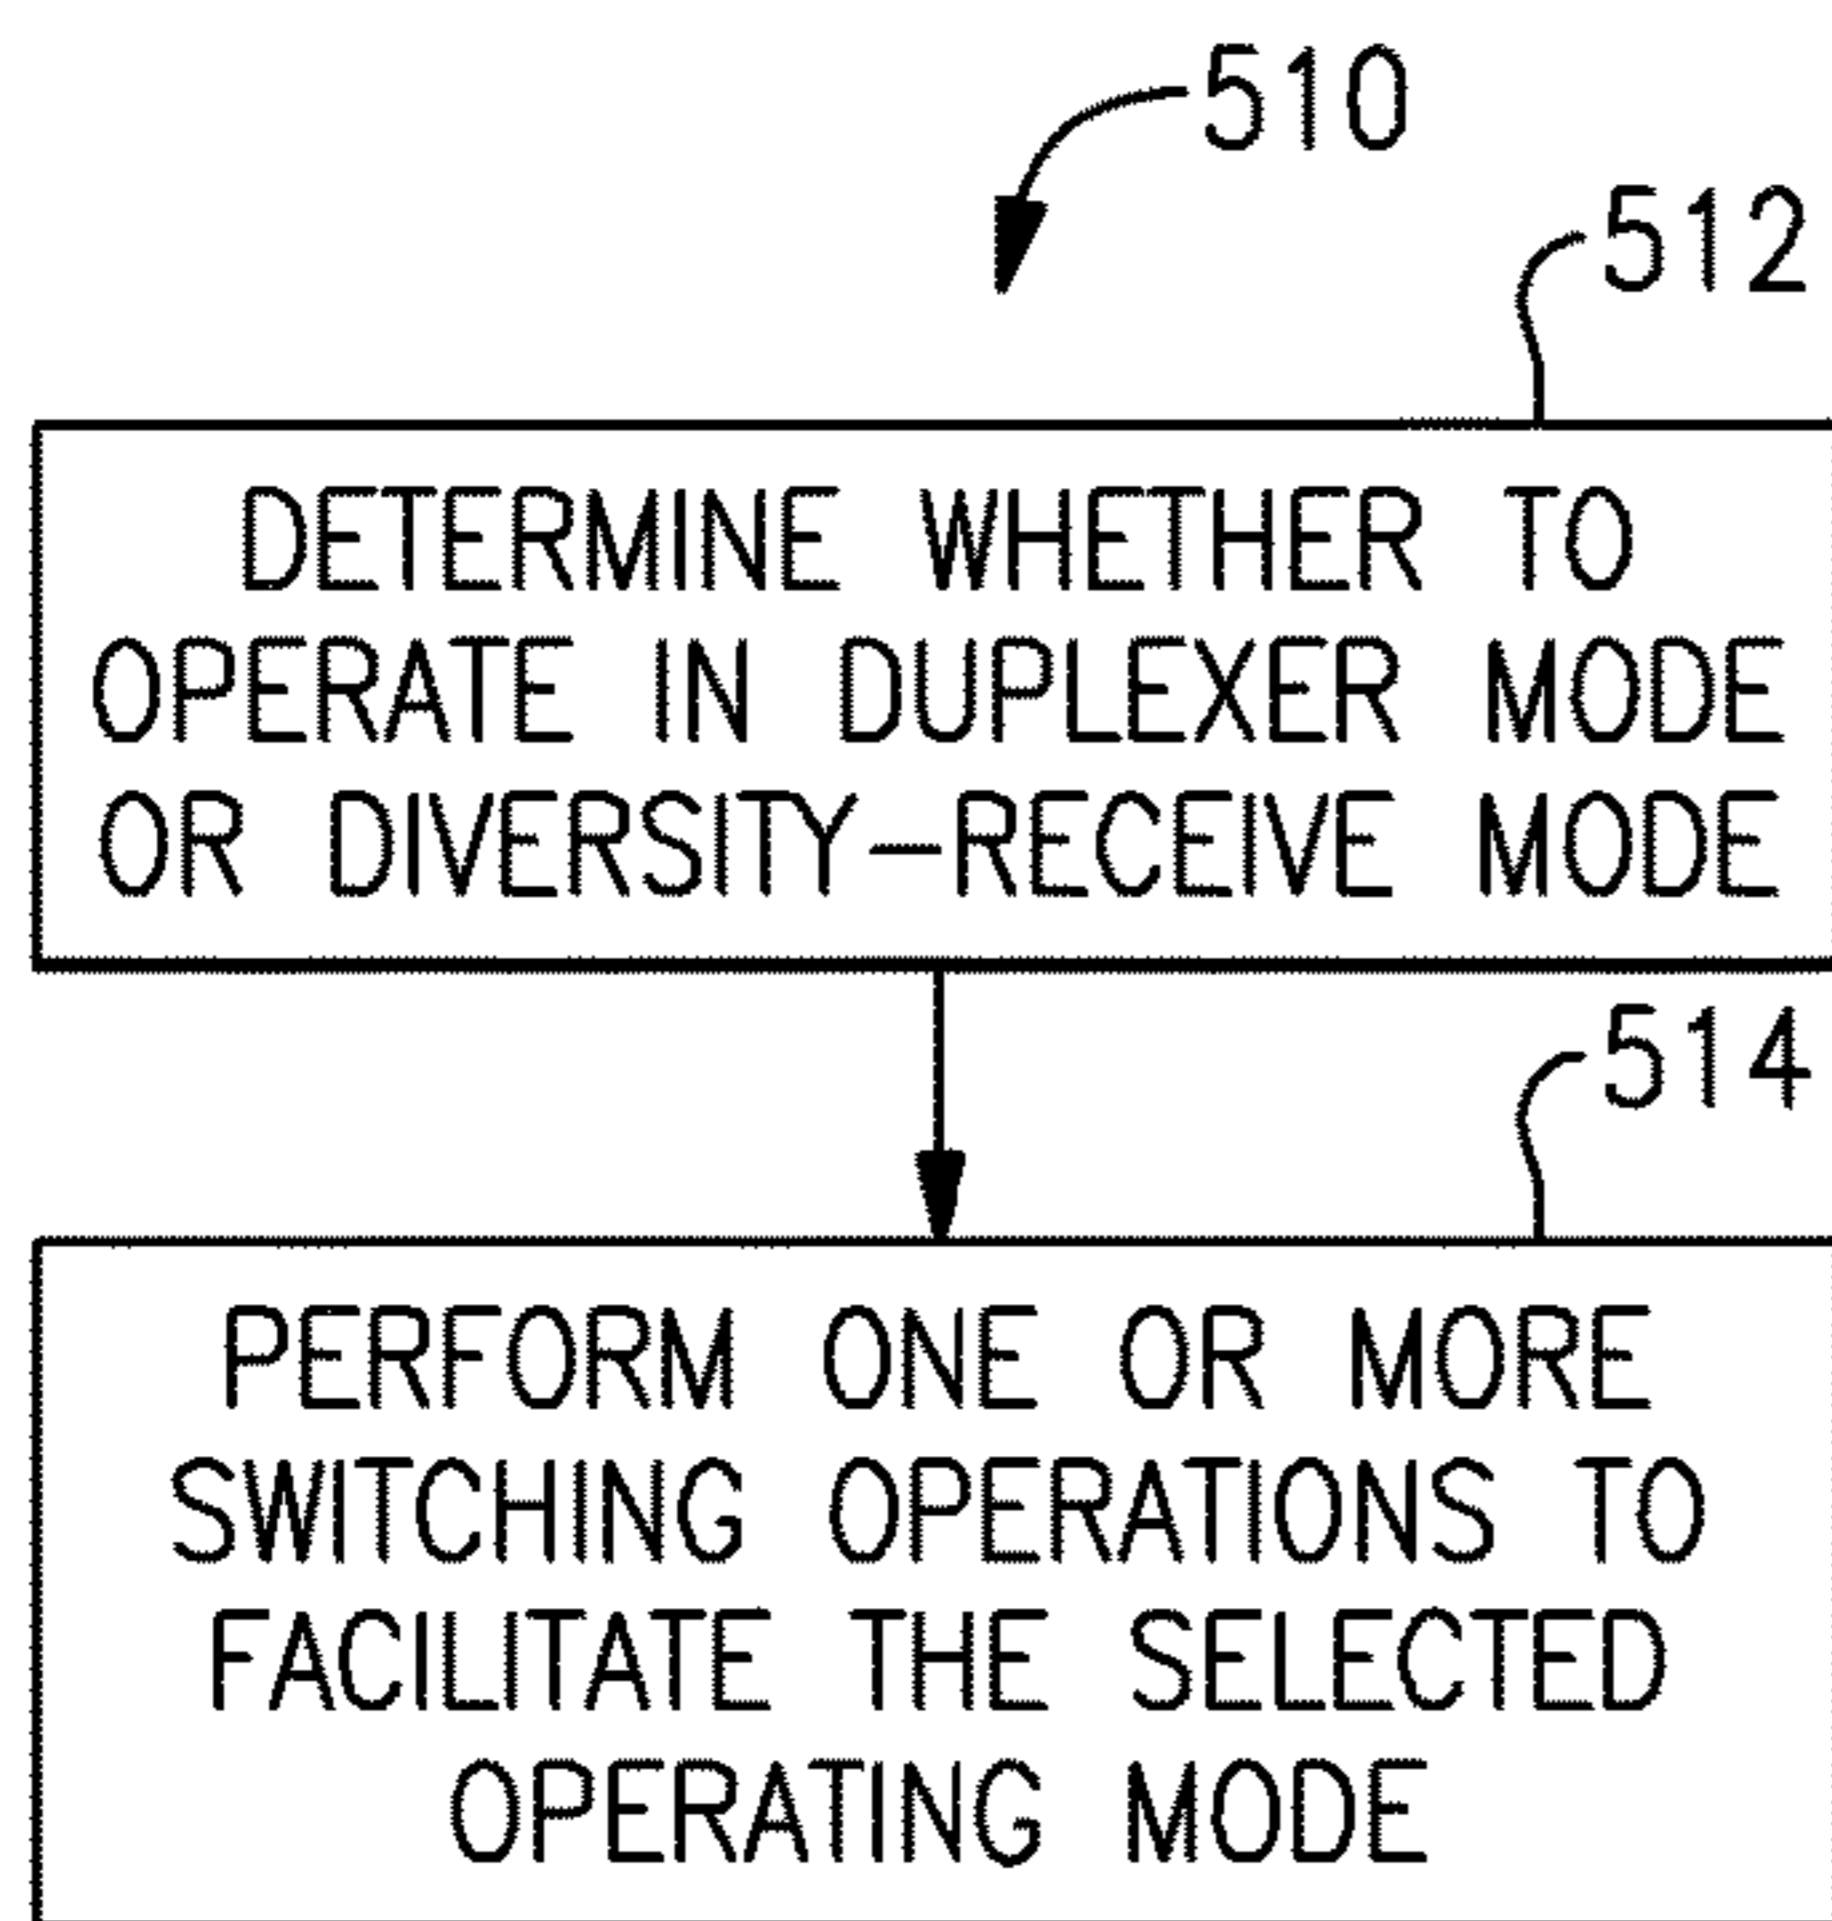 510
512
DETERMINE WHETHER TO
OPERATE IN DUPLEXER MODE
OR DIVERSITY-RECEIVE MODE
514
PERFORM ONE OR MORE
SWITCHING OPERATIONS TO
FACILITATE THE SELECTED
OPERATING MODE